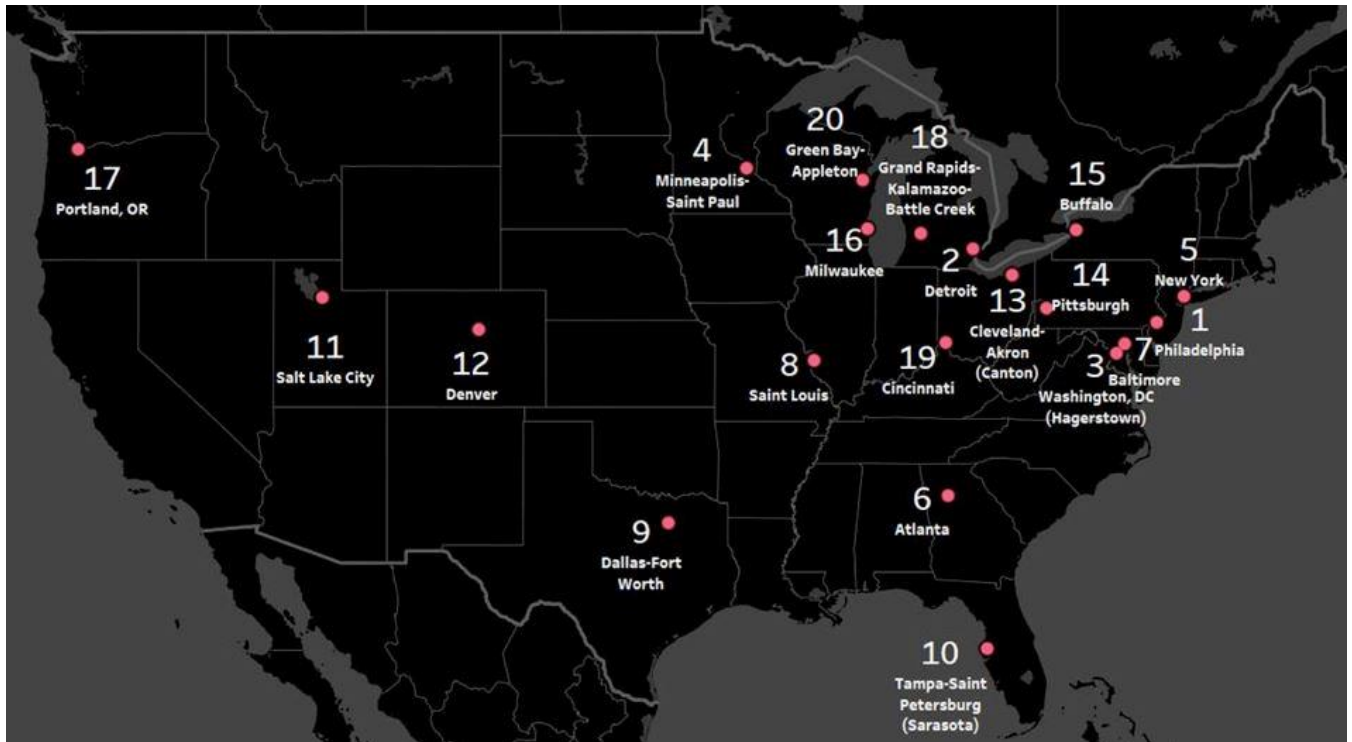 20
Green Bay-
Appleton
18
Grand Rapids-
Kalamazoo-
Battle Creek
4
Minneapolis-
Saint Paul
17
Portland, OR
15
Buffalo
16
Milwaukee
2
Detroit
5
New York
14
Pittsburgh
13
Cleveland-
Akron
(Canton)
1
Philadelphia
11
Salt Lake City
12
Denver
8
Saint Louis
19
Cincinnati
7
Baltimore
3
Washington, DC
(Hagerstown)
6
Atlanta
9
Dallas-Fort
Worth
10
Tampa-Saint
Petersburg
(Sarasota)